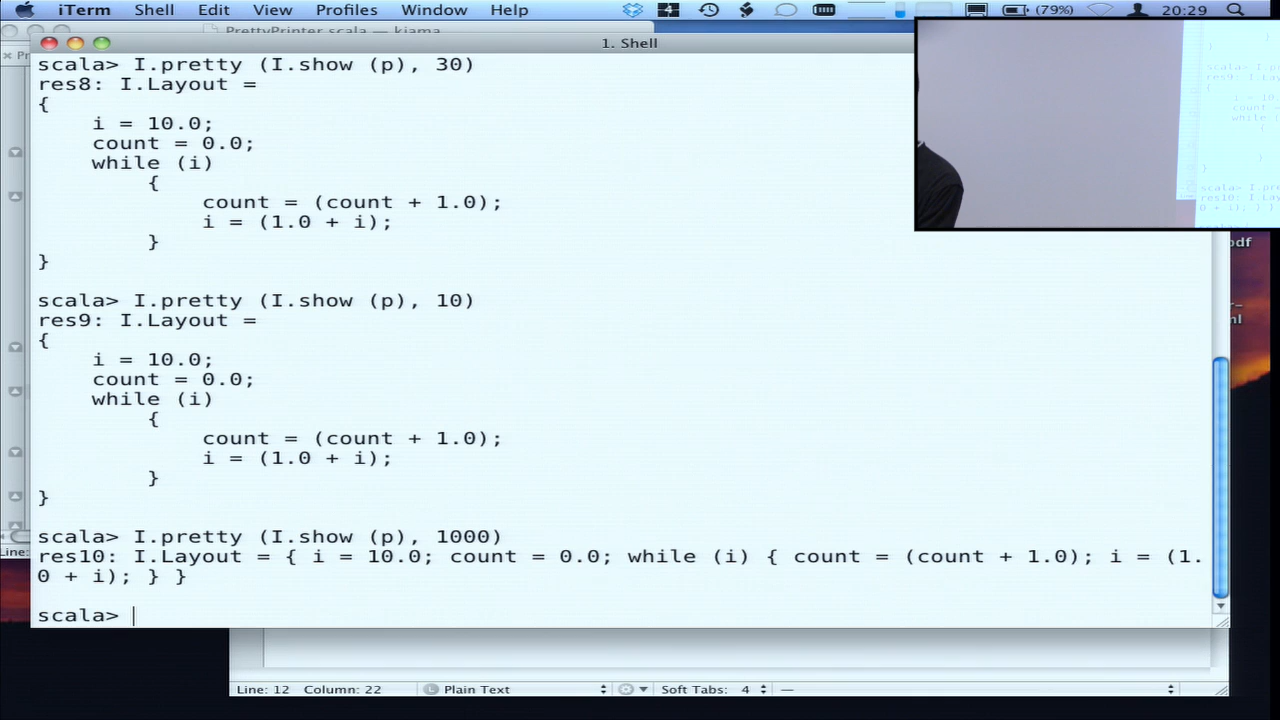 iTerm Shell Edit View Profiles Window Help 4 (79%) 20:29
PrettyPrinter.scala — kiama
1. Shell
scala> I.pretty (I.show (p), 30)
res8: I.Layout =
{
    i = 10.0;
    count = 0.0;
    while (i)
        {
            count = (count + 1.0);
            i = (1.0 + i);
        }
}
scala> I.pretty (I.show (p), 10)
res9: I.Layout =
{
    i = 10.0;
    count = 0.0;
    while (i)
        {
            count = (count + 1.0);
            i = (1.0 + i);
        }
}
scala> I.pretty (I.show (p), 1000)
res10: I.Layout = { i = 10.0; count = 0.0; while (i) { count = (count + 1.0); i = (1.
0 + i); } }
scala>
Line: 12 Column: 22 Plain Text Soft Tabs: 4 —